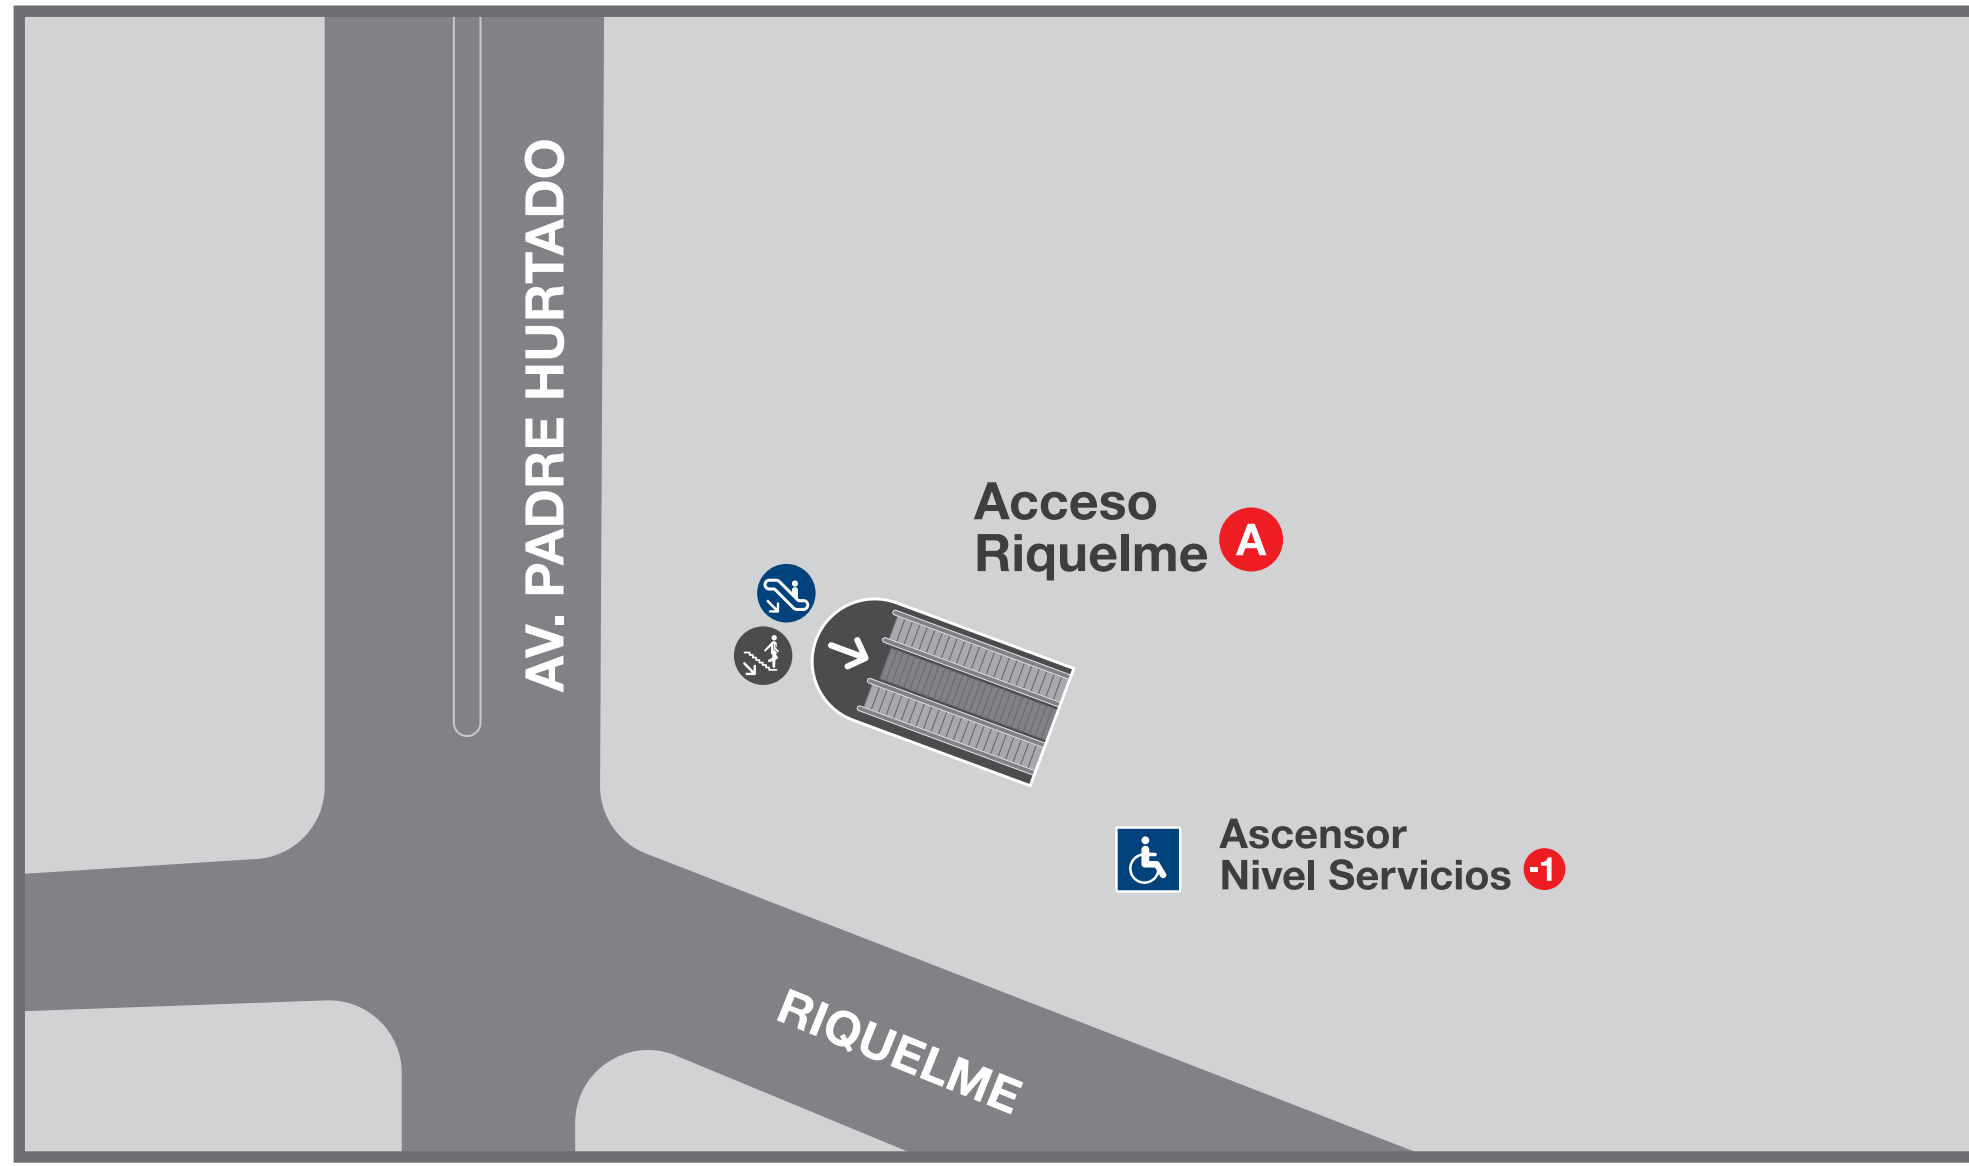 AV. PADRE HURTADO
Acceso
Riquelme A
Ascensor
Nivel Servicios -1
RIQUELME